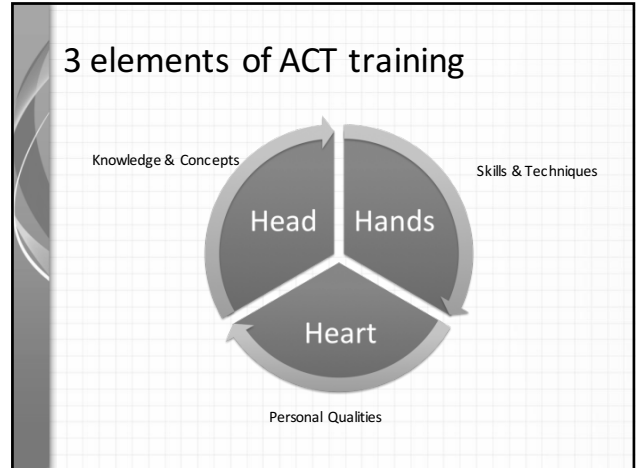 3 elements of ACT training
Knowledge & Concepts
Skills & Techniques
Head
Hands
Heart
Personal Qualities